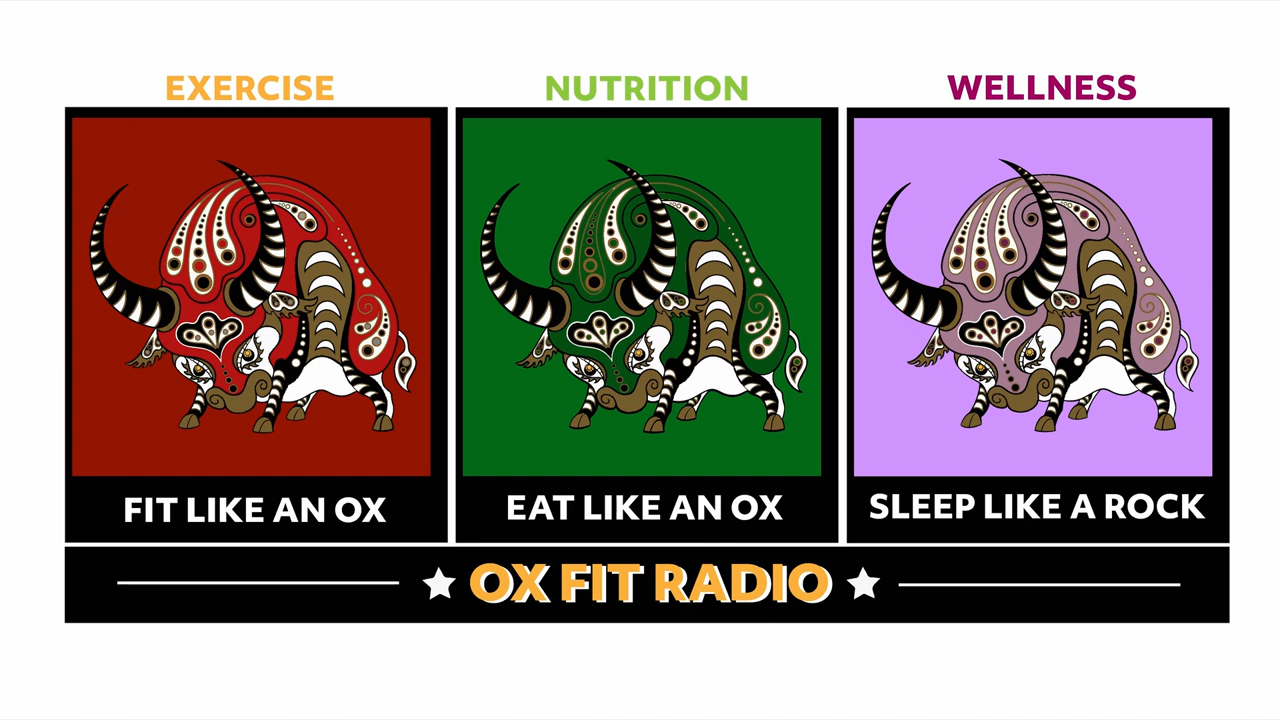 EXERCISE
NUTRITION
WELLNESS
FIT LIKE AN OX
EAT LIKE AN OX
SLEEP LIKE A ROCK
OX FIT RADIO